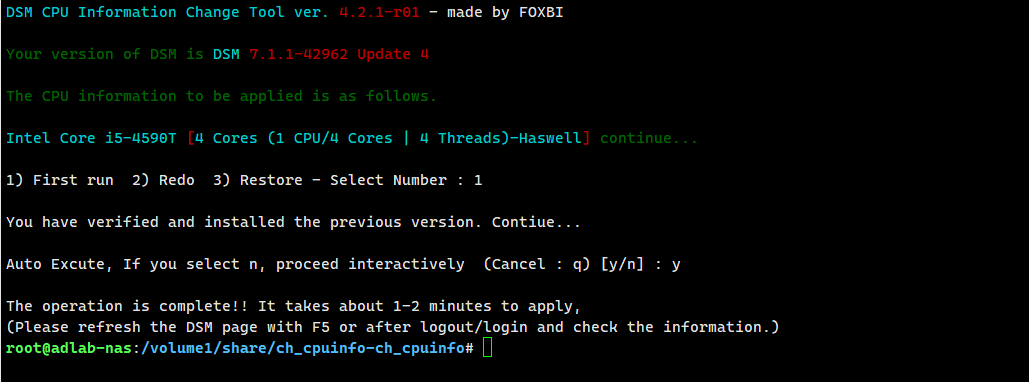 DSM CPU Information Change Tool ver. 4.2.1-r01 - made by FOXBI
Your version of DSM is DSM 7.1.1-42962 Update 4
The CPU information to be applied is as follows.
Intel Core i5-4590T [4 Cores (1 CPU/4 Cores | 4 Threads)-Haswell] continue...
1) First run  2) Redo  3) Restore - Select Number : 1
You have verified and installed the previous version. Contiue...
Auto Excute, If you select n, proceed interactively  (Cancel : q) [y/n] : y
The operation is complete!! It takes about 1-2 minutes to apply,
(Please refresh the DSM page with F5 or after logout/login and check the information.)
root@adlab-nas:/volume1/share/ch_cpuinfo-ch_cpuinfo#